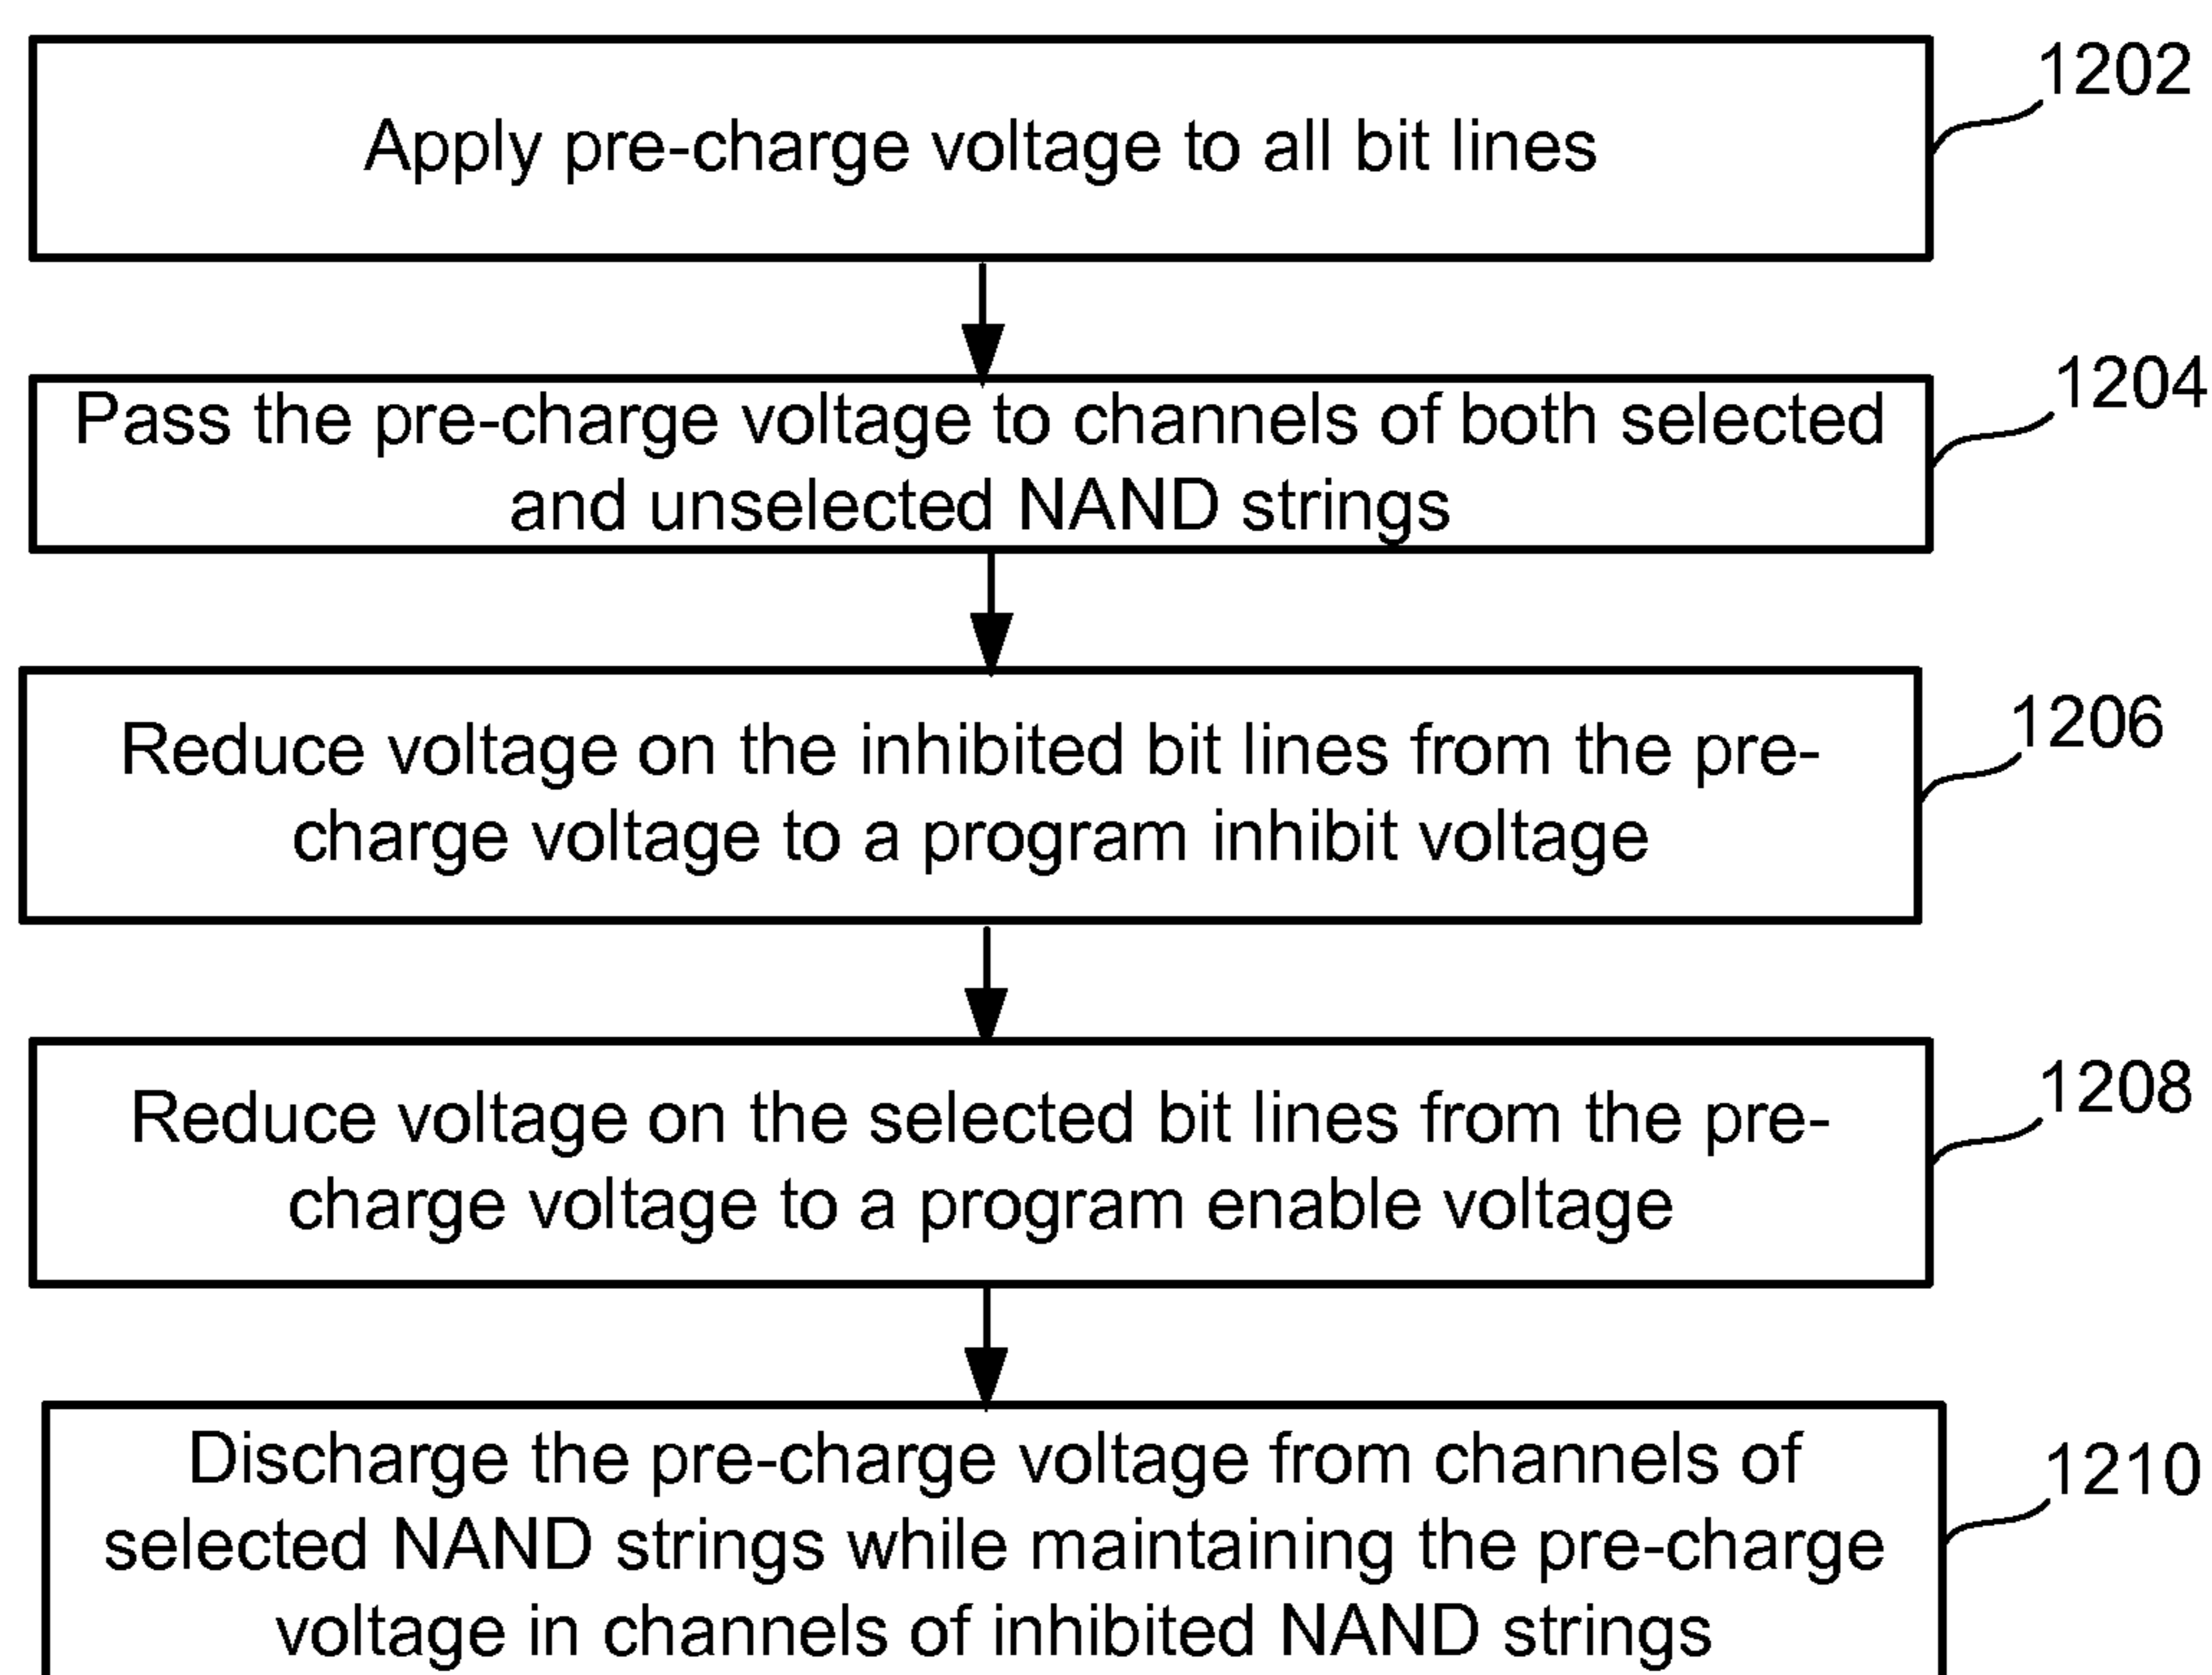 1202
Apply pre-charge voltage to all bit lines
1204
Pass the pre-charge voltage to channels of both selected
and unselected NAND strings
1206
Reduce voltage on the inhibited bit lines from the pre-
charge voltage to a program inhibit voltage
1208
Reduce voltage on the selected bit lines from the pre-
charge voltage to a program enable voltage
1210
Discharge the pre-charge voltage from channels of
selected NAND strings while maintaining the pre-charge
voltage in channels of inhibited NAND strings